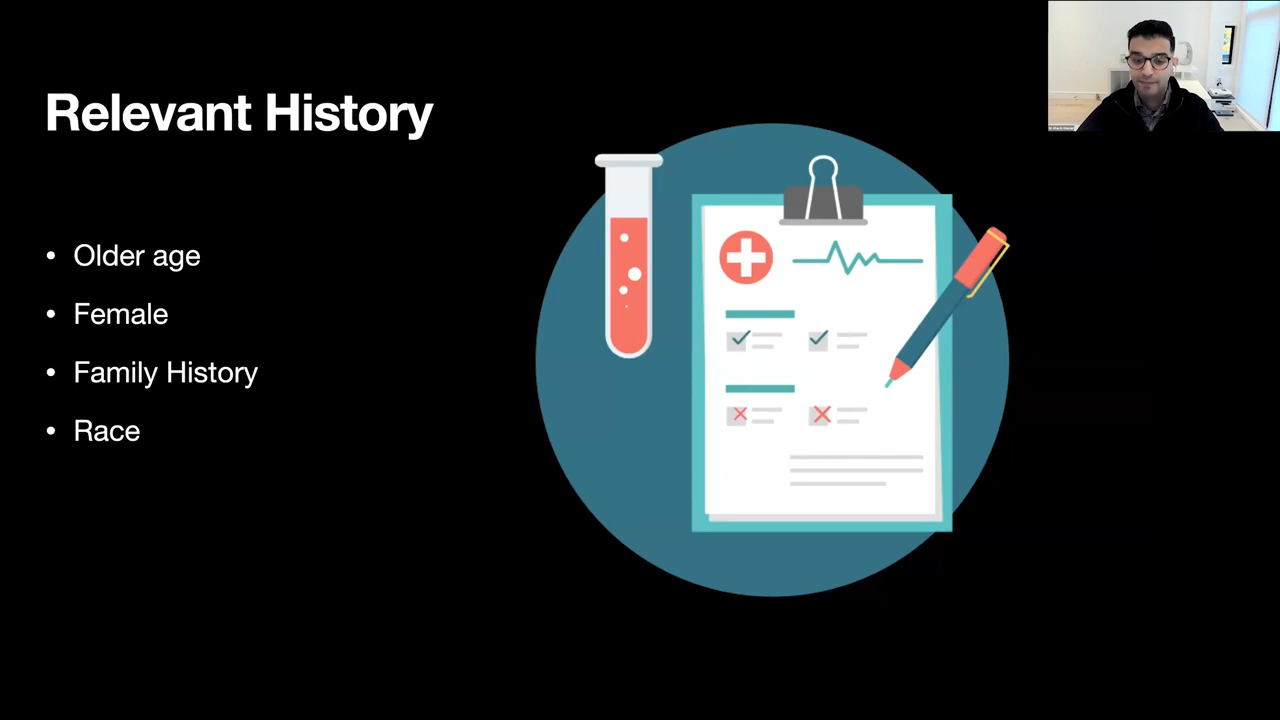 Relevant History
• Older age
• Female
• Family History
• Race